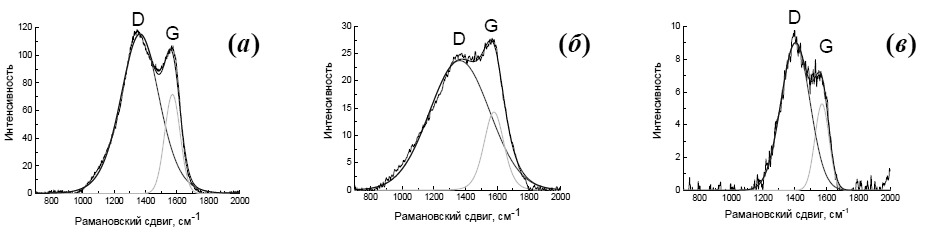 D
G
(а)
120
100
80
60
40
20
0
Интенсивность
800 1000 1200 1400 1600 1800 2000
Рамановский сдвиг, см-1
D
G
(б)
30
25
20
15
10
5
0
Интенсивность
800 1000 1200 1400 1600 1800 2000
Рамановский сдвиг, см-1
D
G
(в)
10
8
6
4
2
0
Интенсивность
800 1000 1200 1400 1600 1800 2000
Рамановский сдвиг, см-1